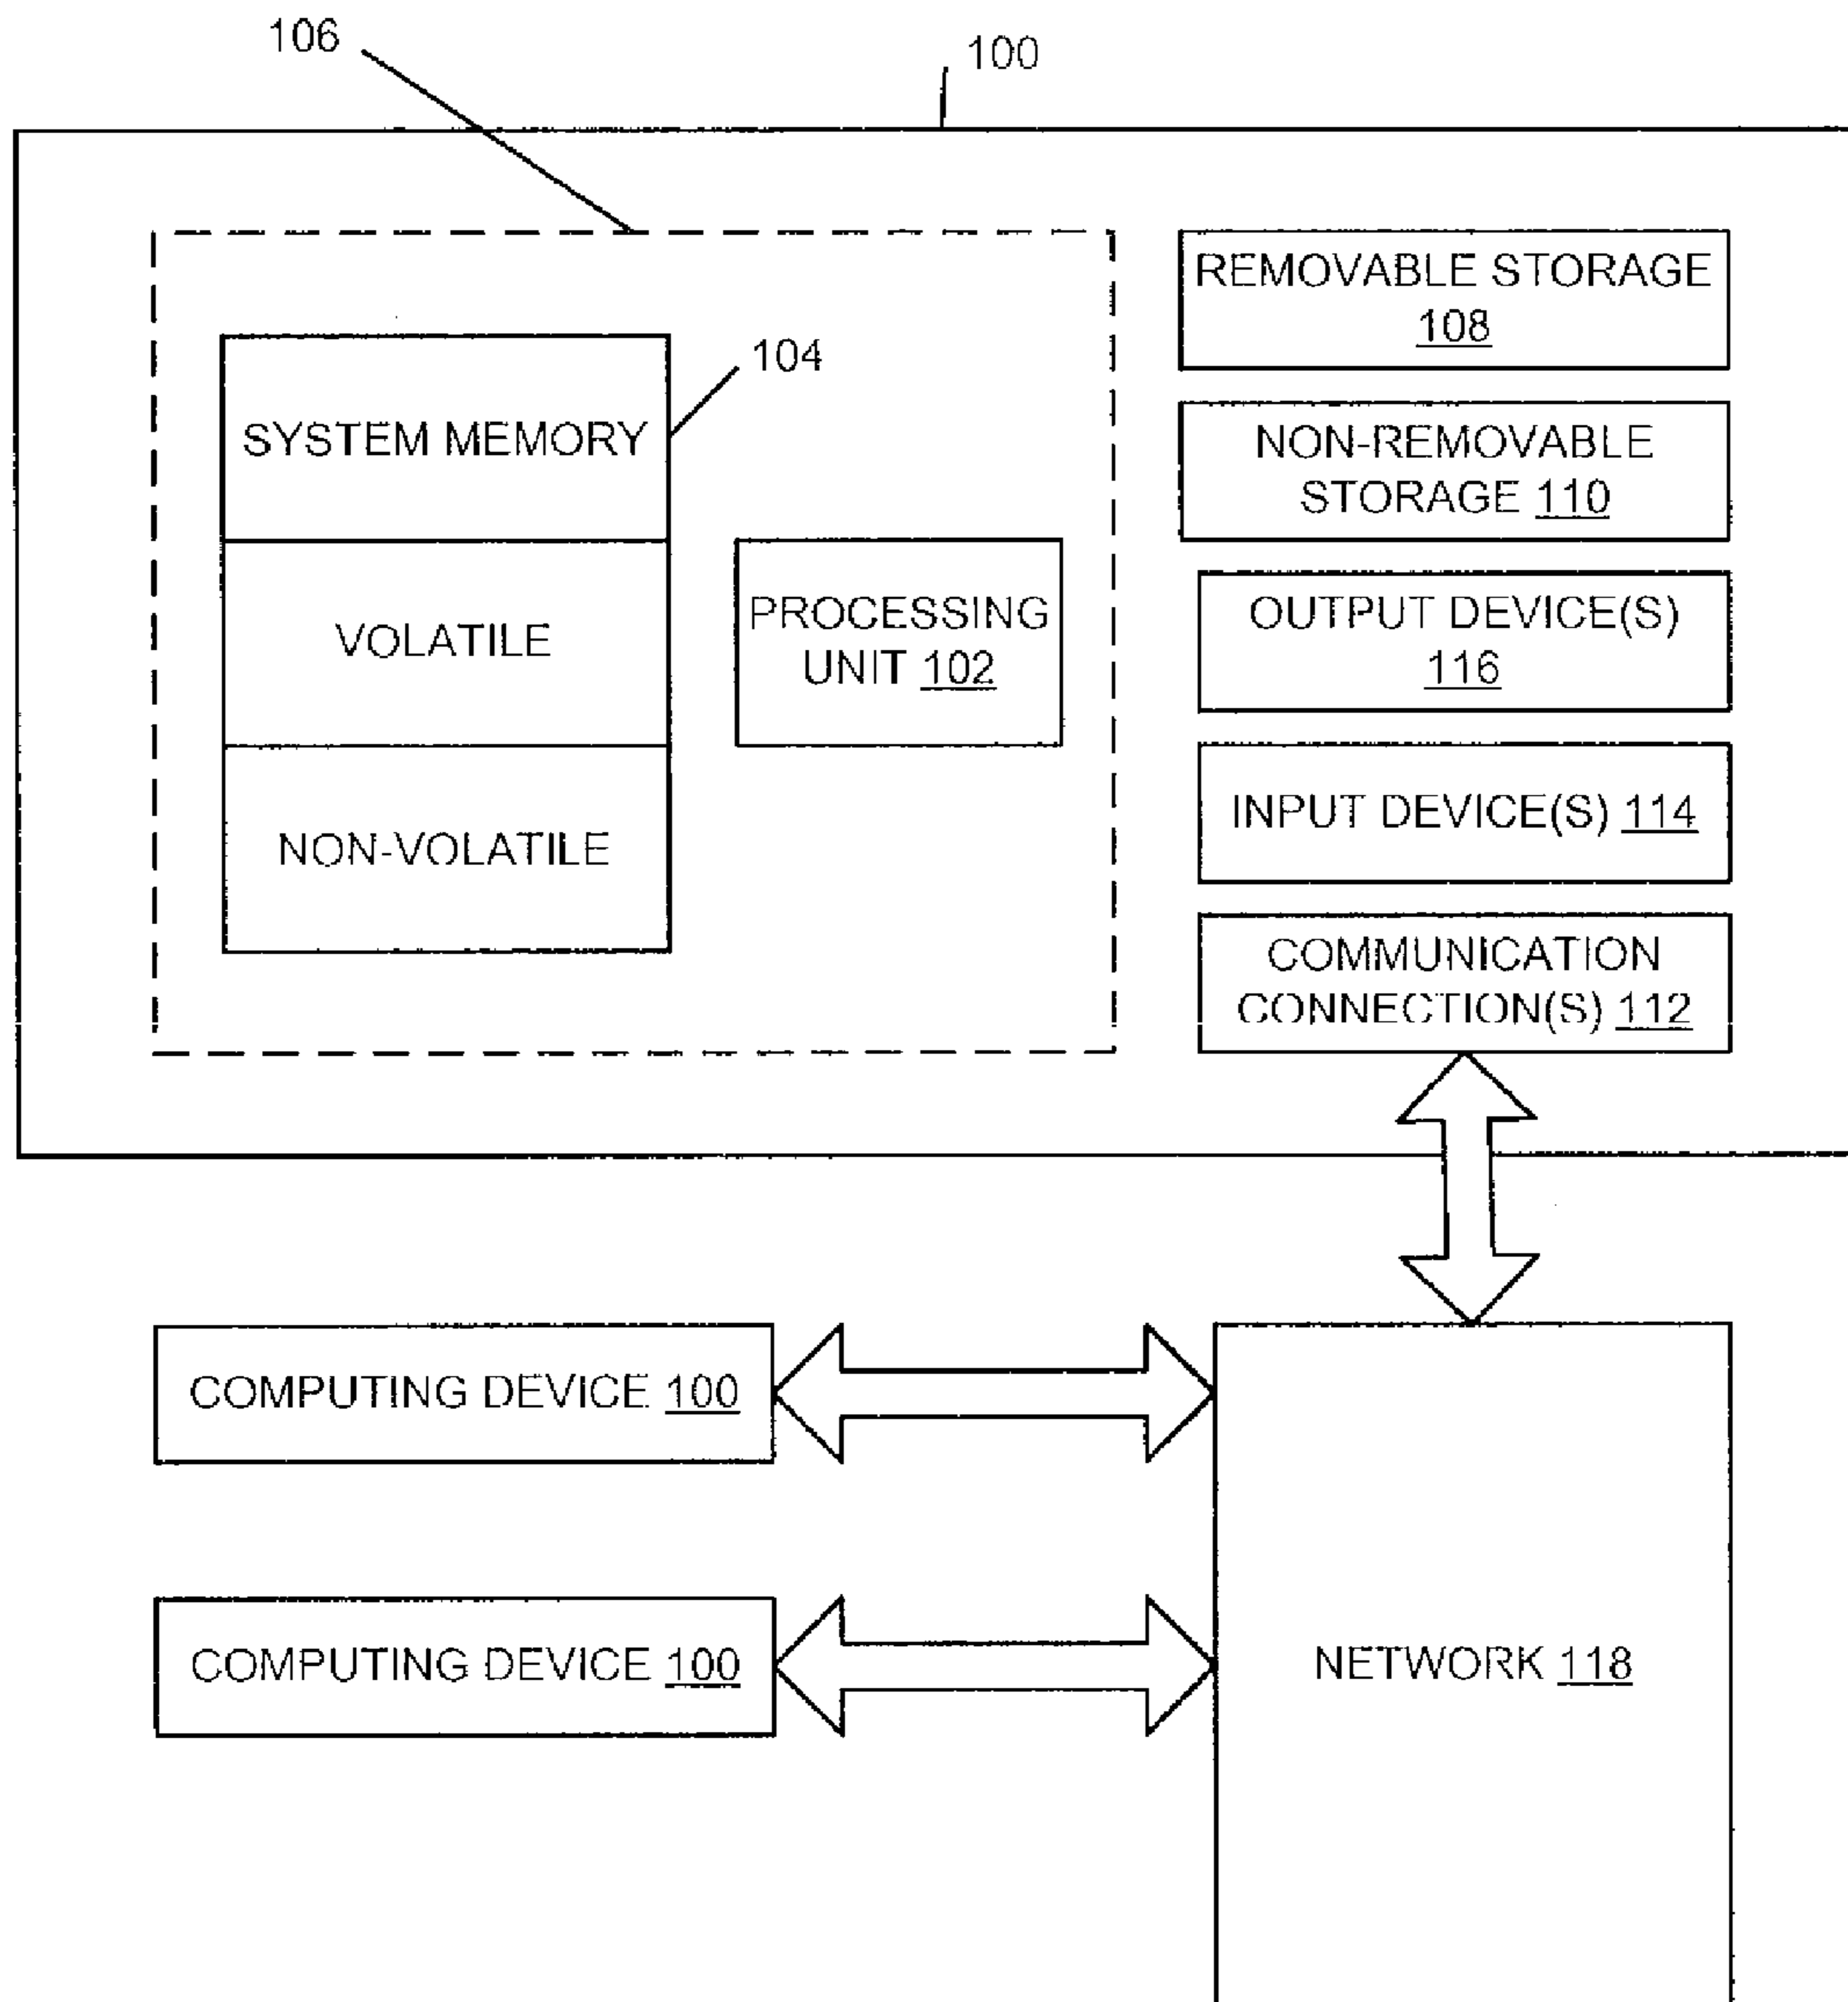 106
100
REMOVABLE STORAGE
108
104
SYSTEM MEMORY
NON-REMOVABLE
STORAGE 110
VOLATILE
PROCESSING
UNIT 102
OUTPUT DEVICE(S)
116
NON-VOLATILE
INPUT DEVICE(S) 114
COMMUNICATION
CONNECTION(S) 112
COMPUTING DEVICE 100
COMPUTING DEVICE 100
NETWORK 118